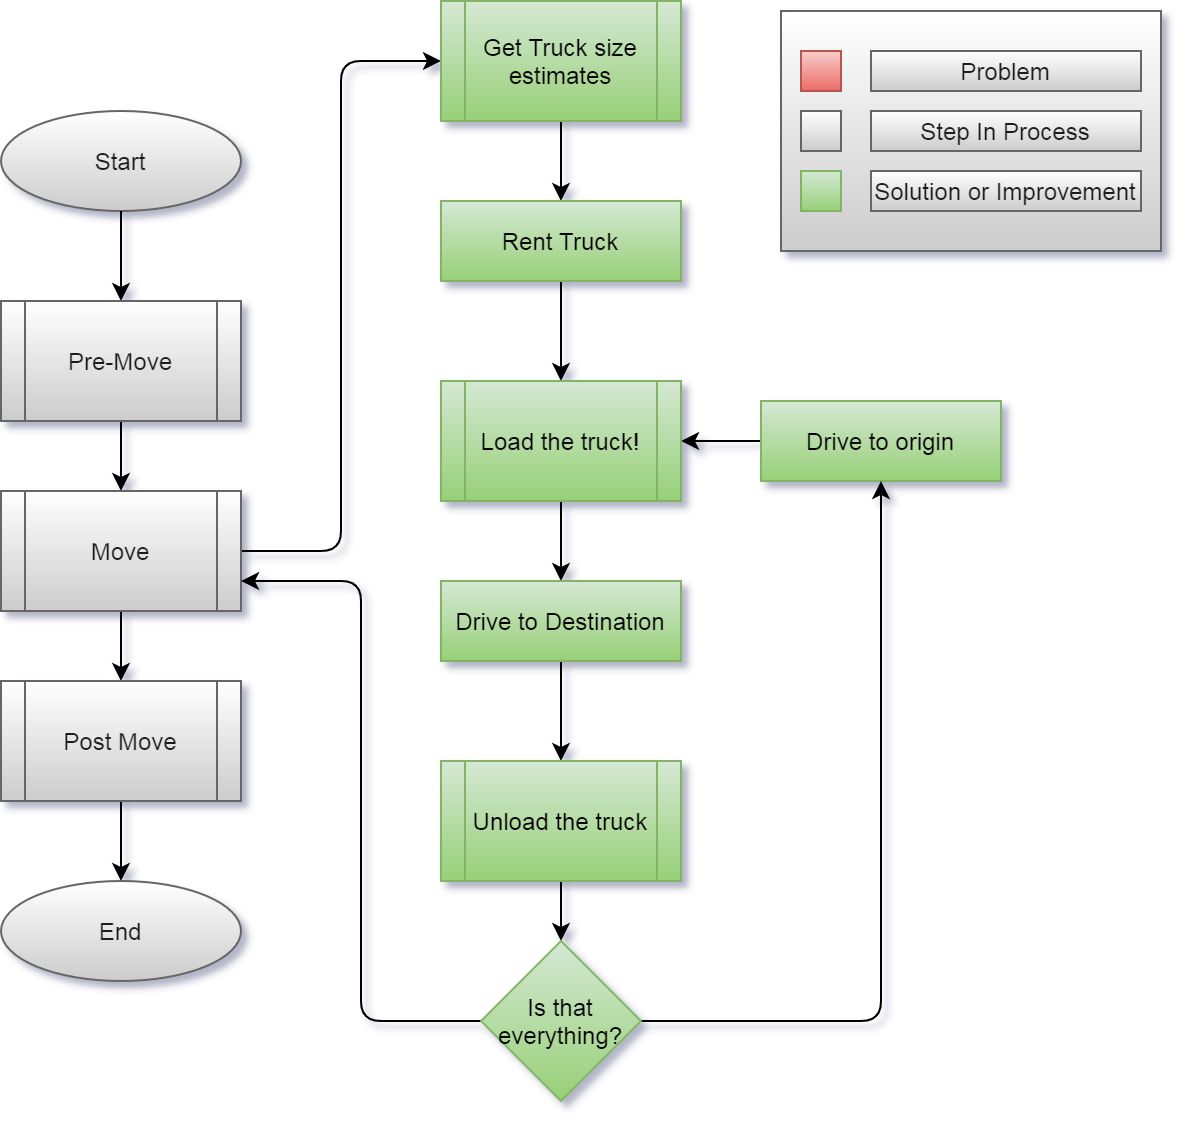 Start
Pre-Move
Move
Post Move
End
Get Truck size
estimates
Rent Truck
Load the truck!
Drive to Destination
Unload the truck
Is that
everything?
Drive to origin
Problem
Step In Process
Solution or Improvement